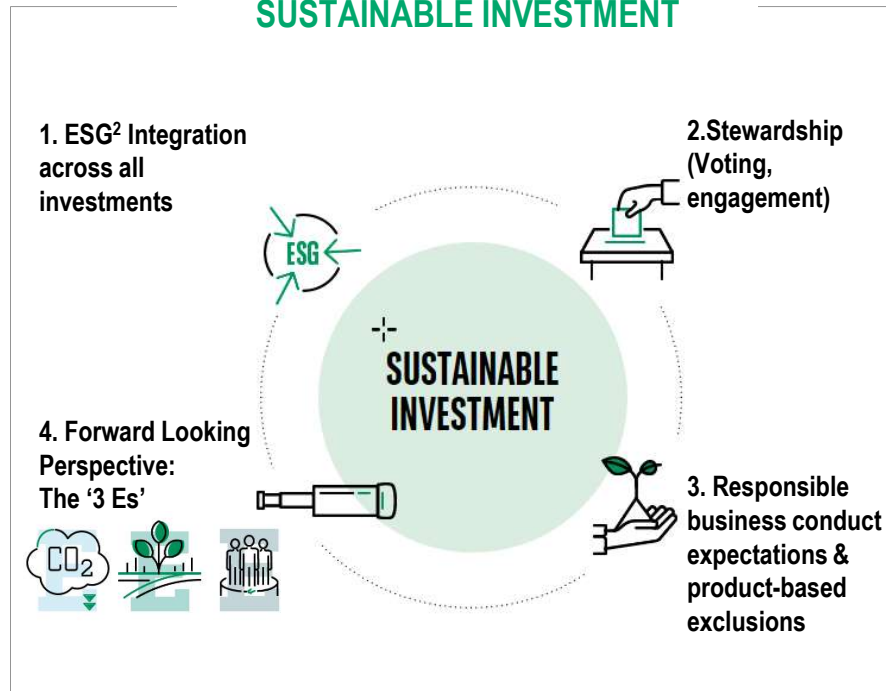 SUSTAINABLE INVESTMENT
1. ESG² Integration
across all
investments
2.Stewardship
(Voting,
engagement)
ESG
SUSTAINABLE
INVESTMENT
4. Forward Looking
Perspective:
The ‘3 Es’
CO₂
E
E
E
3. Responsible
business conduct
expectations &
product-based
exclusions